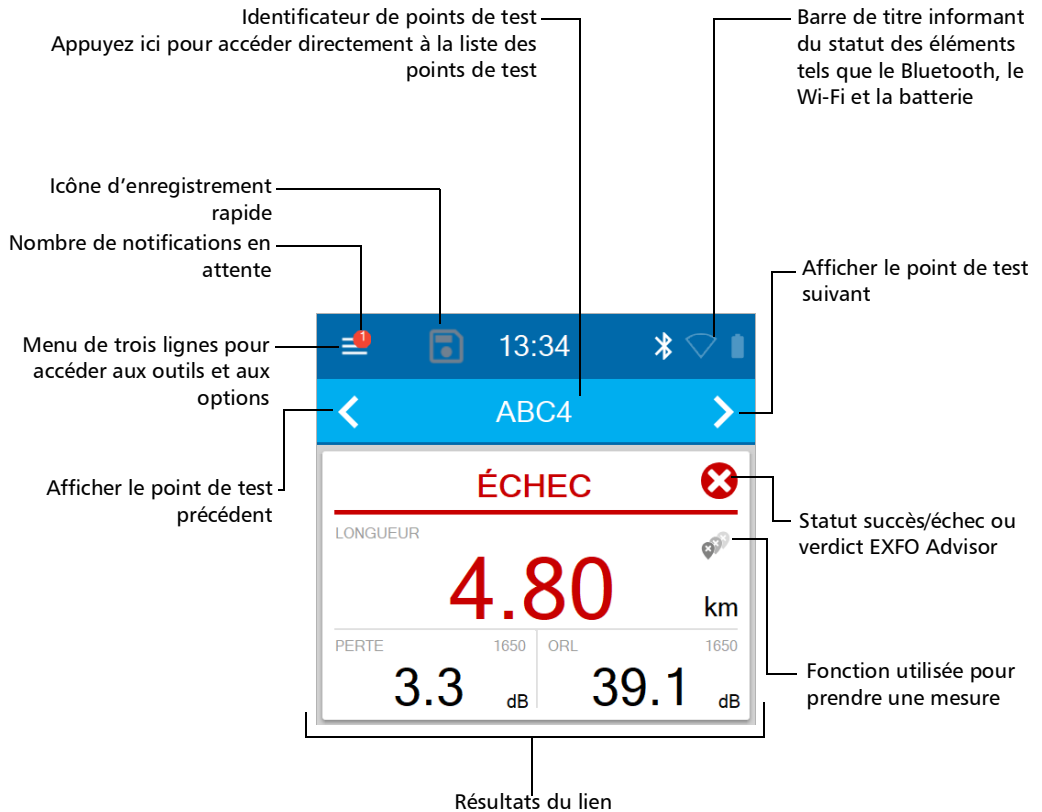 Identificateur de points de test
Appuyez ici pour accéder directement à la liste des
points de test
Barre de titre informant
du statut des éléments
tels que le Bluetooth, le
Wi-Fi et la batterie
Icône d’enregistrement
rapide
Nombre de notifications en
attente
Menu de trois lignes pour
accéder aux outils et aux
options
Afficher le point de test
précédent
Afficher le point de test
suivant
1
13:34
ABC4
ÉCHEC
LONGUEUR
4.80
km
PERTE 1650
3.3 dB
ORL 1650
39.1 dB
Statut succès/échec ou
verdict EXFO Advisor
Fonction utilisée pour
prendre une mesure
Résultats du lien